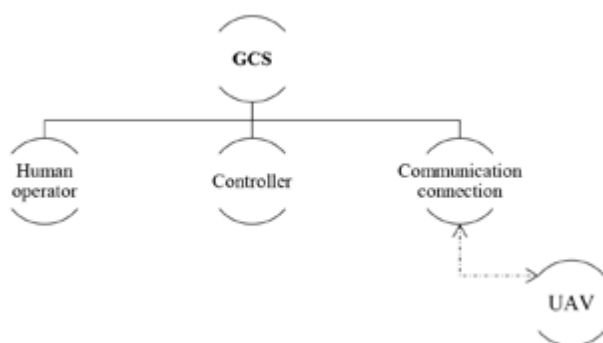 GCS
Human
operator
Controller
Communication
connection
UAV